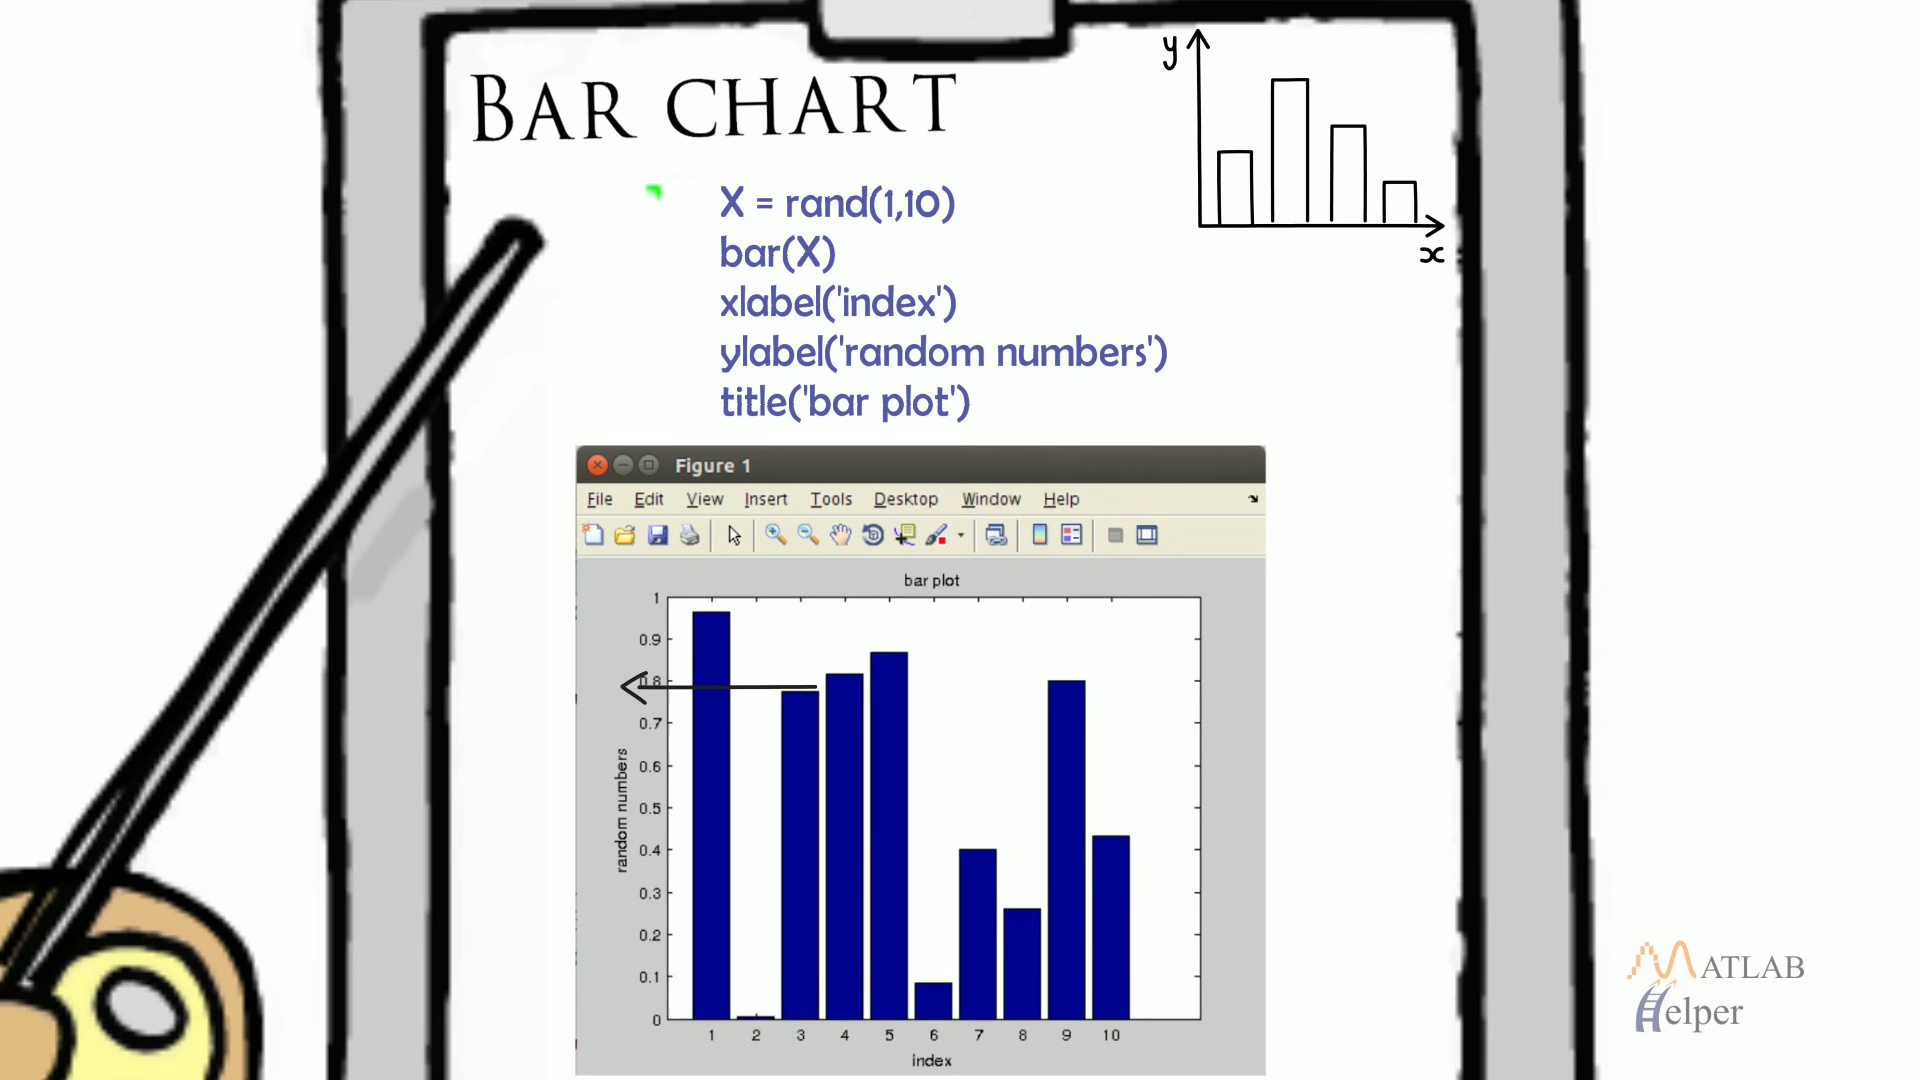 BAR CHART
y
x
X = rand(1,10)
bar(X)
xlabel('index')
ylabel('random numbers')
title('bar plot')
Figure 1
File Edit View Insert Tools Desktop Window Help
bar plot
1
0.9
0.8
0.7
0.6
0.5
0.4
0.3
0.2
0.1
0
random numbers
1 2 3 4 5 6 7 8 9 10
index
MATLAB
Helper